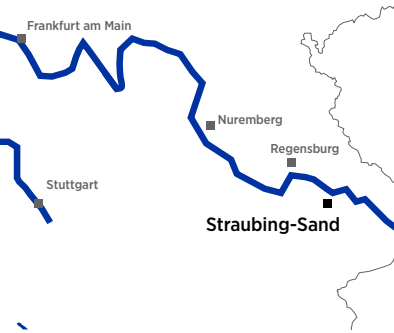 Frankfurt am Main
Nuremberg
Regensburg
Stuttgart
Straubing-Sand